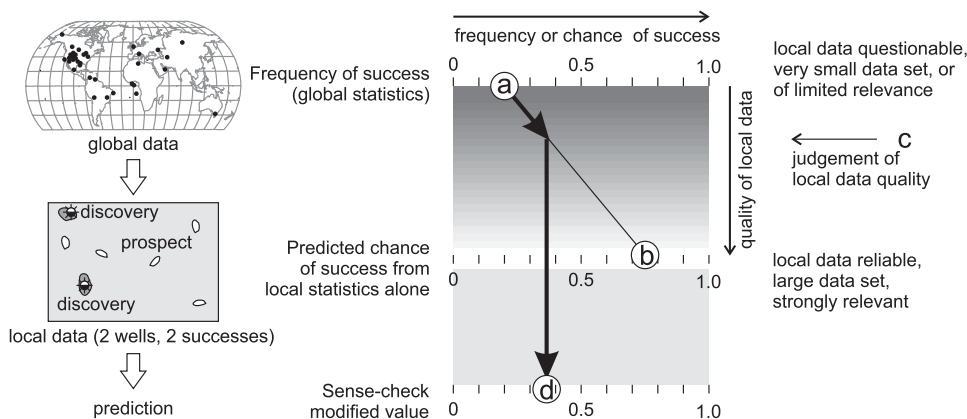 global data
discovery
prospect
discovery
local data (2 wells, 2 successes)
prediction
frequency or chance of success
Frequency of success
(global statistics)
0 0.5 1.0
a
quality of local data
local data questionable,
very small data set, or
of limited relevance
c
judgement of
local data quality
b
Predicted chance
of success from
local statistics alone
0 0.5 1.0
local data reliable,
large data set,
strongly relevant
d
Sense-check
modified value
0 0.5 1.0